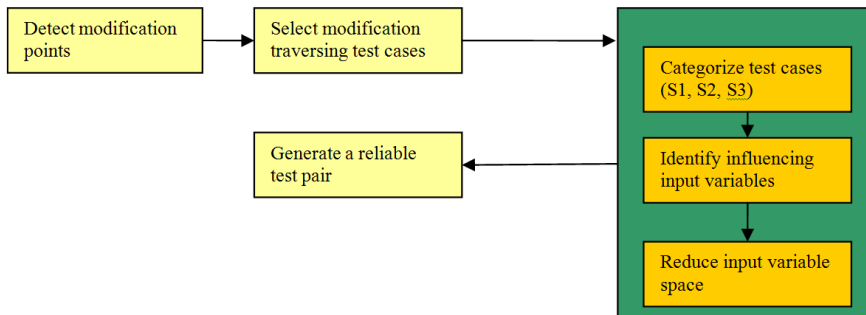 Detect modification
points
Select modification
traversing test cases
Categorize test cases
(S1, S2, S3)
Identify influencing
input variables
Reduce input variable
space
Generate a reliable
test pair